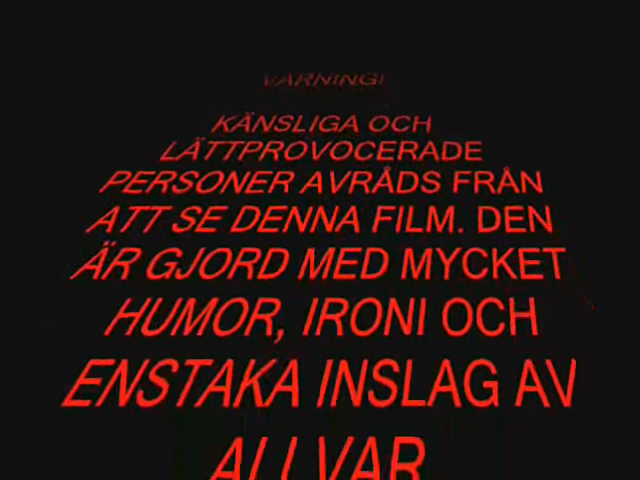 VARNING!
KÄNSLIGA OCH
LÄTTPROVOCERADE
PERSONER AVRÅDS FRÅN
ATT SE DENNA FILM. DEN
ÄR GJORD MED MYCKET
HUMOR, IRONI OCH
ENSTAKA INSLAG AV
ALLVAR